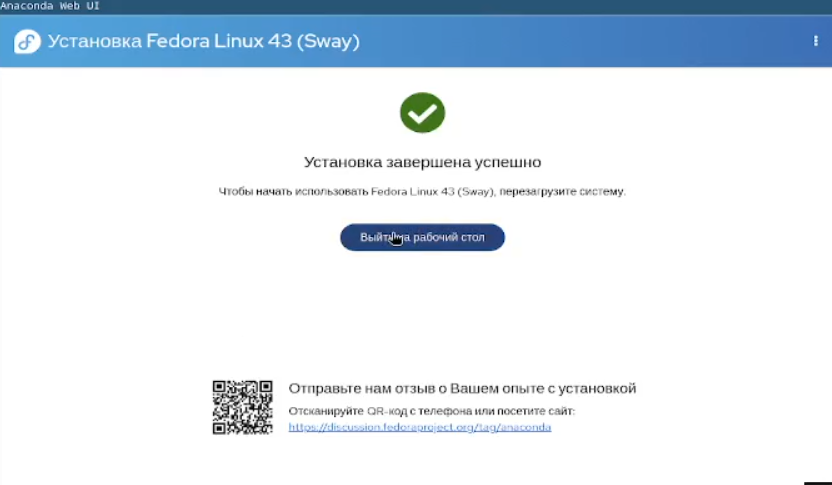 Anaconda Web UI
Установка Fedora Linux 43 (Sway)
Установка завершена успешно
Чтобы начать использовать Fedora Linux 43 (Sway), перезагрузите систему.
Выйти на рабочий стол
Отправьте нам отзыв о Вашем опыте с установкой
Отсканируйте QR-код с телефона или посетите сайт:
https://discussion.fedoraproject.org/tag/anaconda